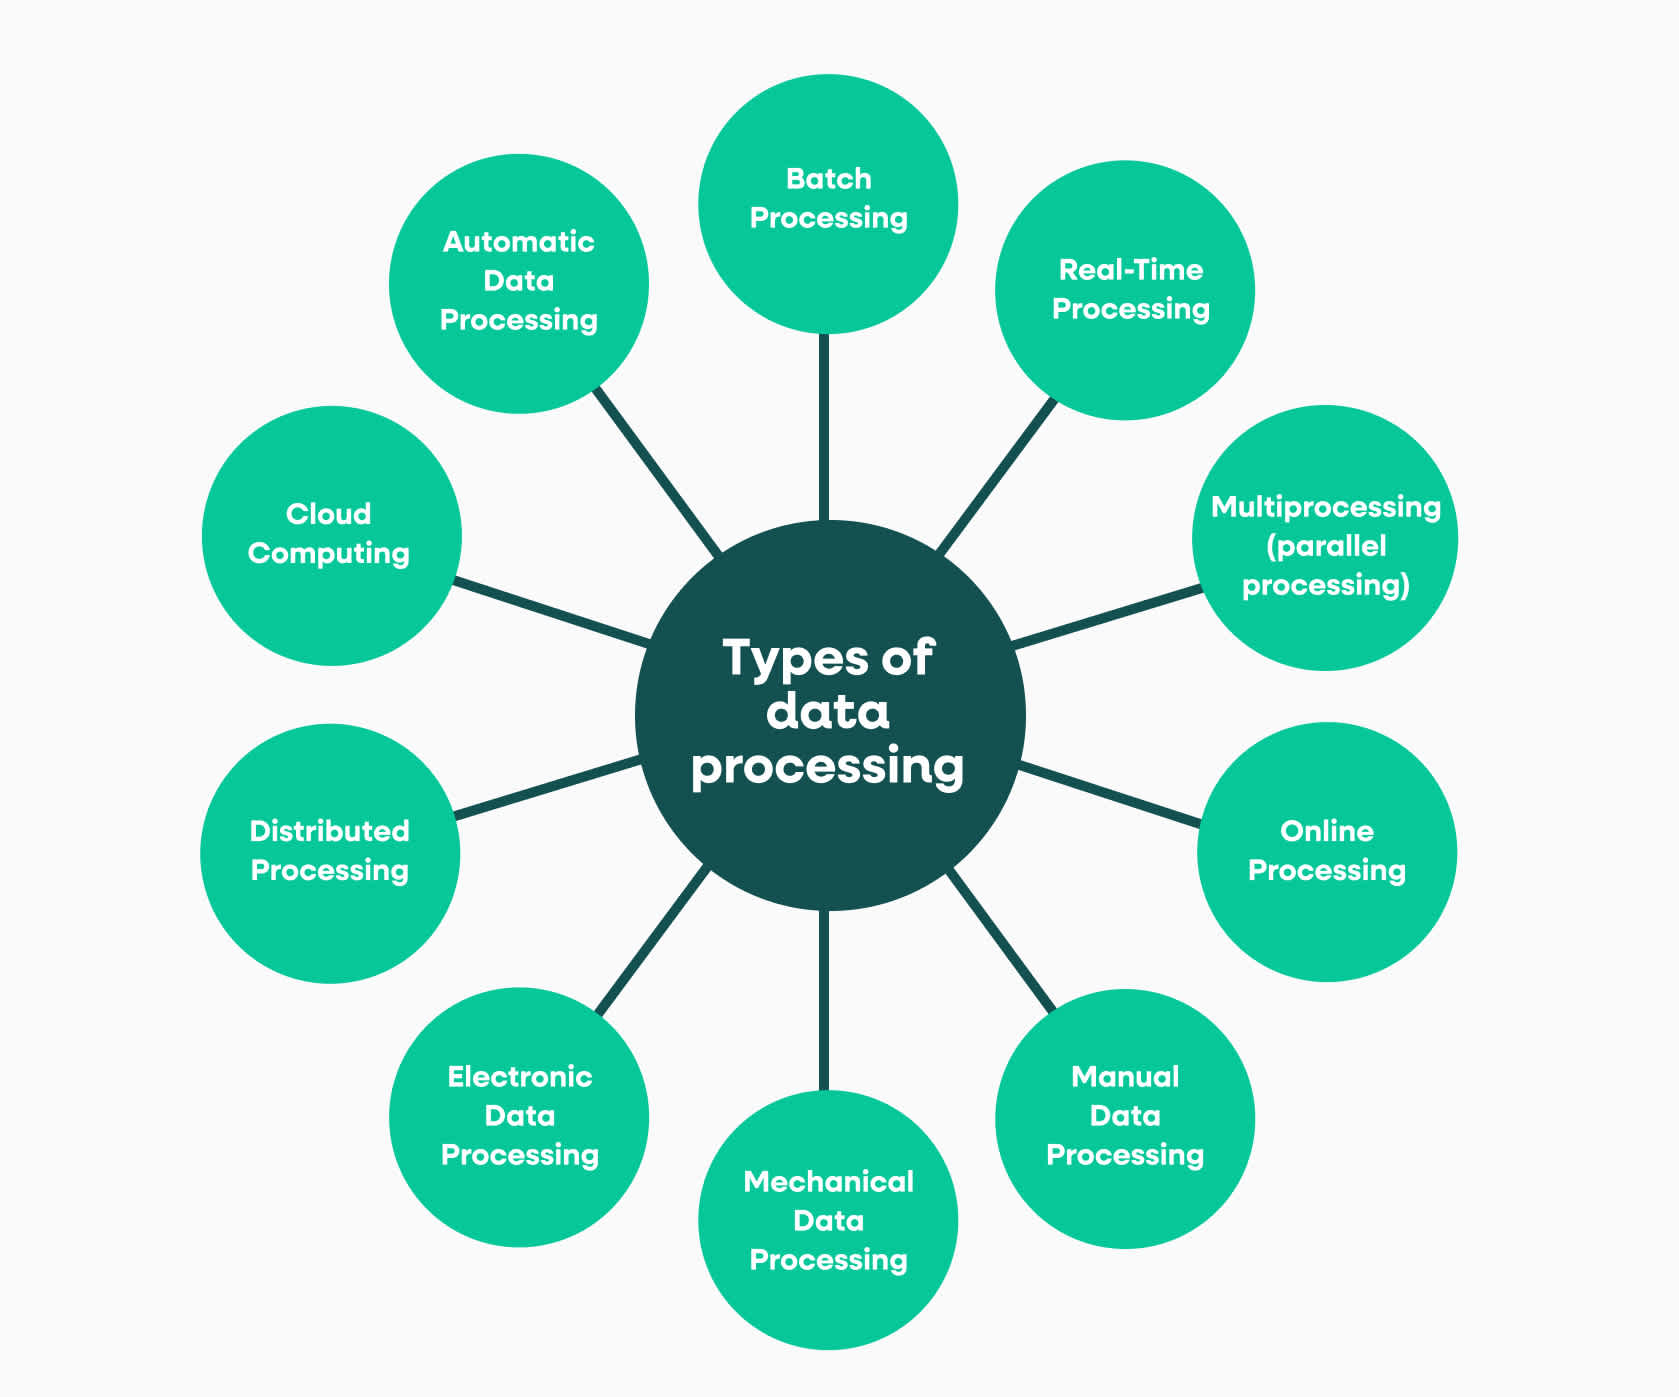 Types of
data
processing
Batch
Processing
Real-Time
Processing
Multiprocessing
(parallel
processing)
Online
Processing
Manual
Data
Processing
Mechanical
Data
Processing
Electronic
Data
Processing
Distributed
Processing
Cloud
Computing
Automatic
Data
Processing